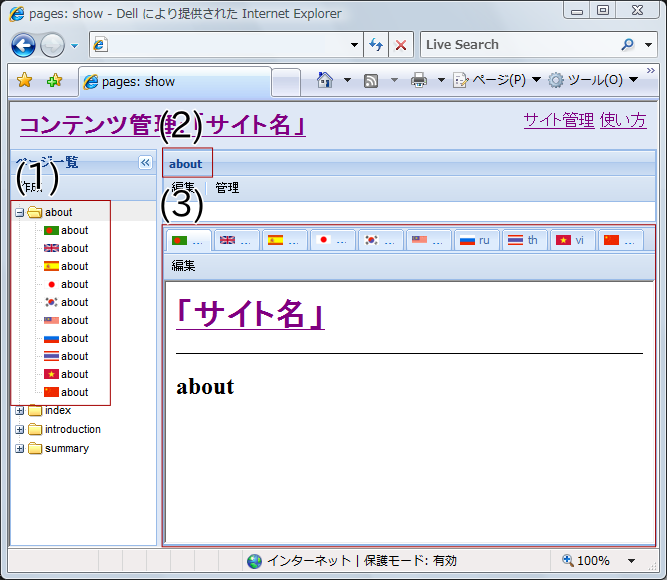 pages: show - Dell により提供された Internet Explorer
Live Search
pages: show
ページ(P)
ツール(O)
»
コンテンツ管理:「サイト名」
サイト管理 使い方
(1)
(2)
(3)
ページ一覧
«
about
編集
管理
about
about
about
about
about
about
about
about
about
about
about
index
introduction
summary
... ... ... ... ... ... ru th vi ...
編集
「サイト名」
about
インターネット | 保護モード: 有効
100%